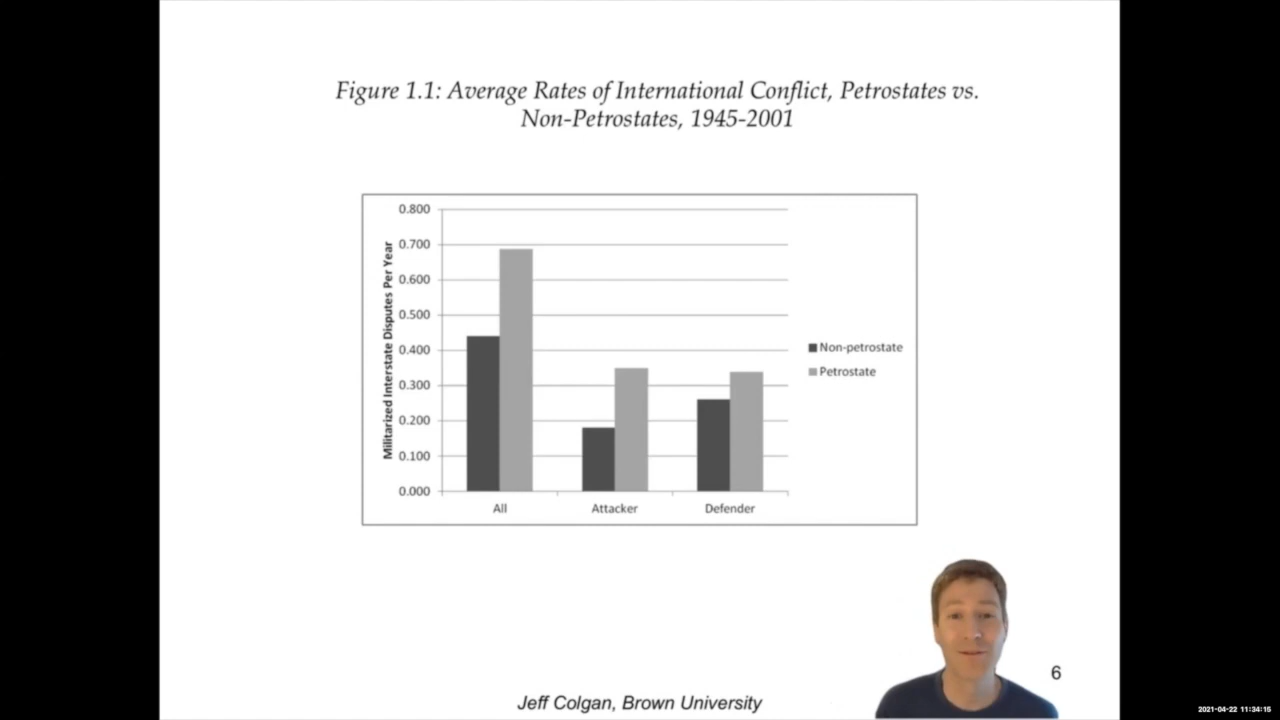 Figure 1.1: Average Rates of International Conflict, Petrostates vs.
Non-Petrostates, 1945-2001
Militarized Interstate Disputes Per Year
0.800
0.700
0.600
0.500
0.400
0.300
0.200
0.100
0.000
All Attacker Defender
Non-petrostate
Petrostate
6
Jeff Colgan, Brown University
2021-04-22 11:34:15